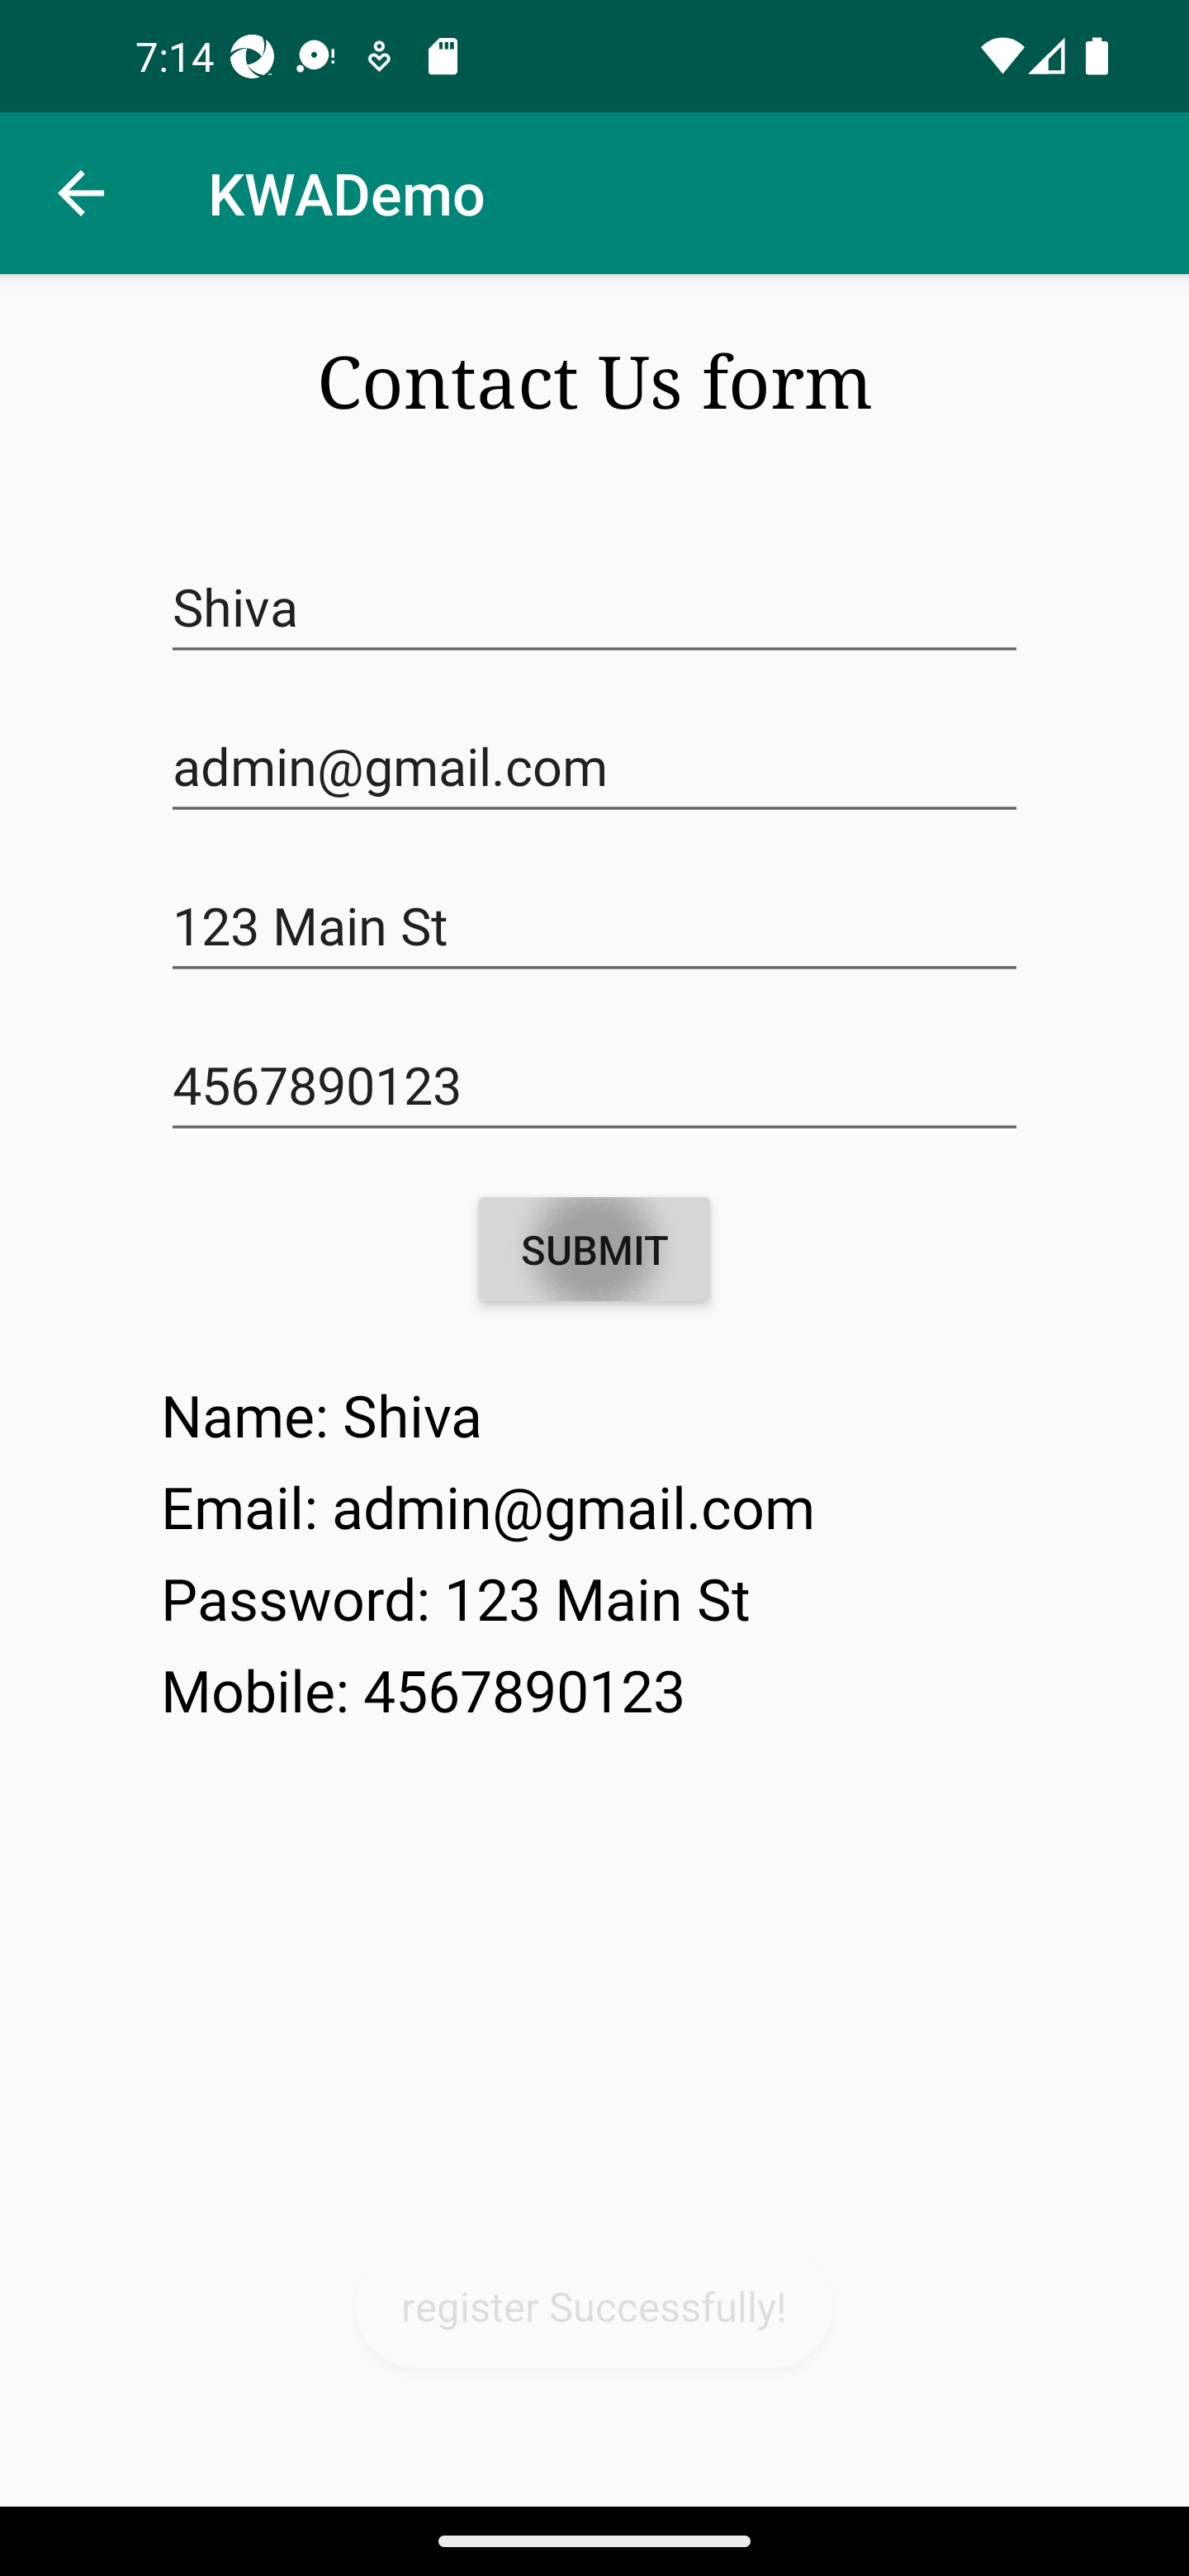 7:14
KWADemo
Contact Us form
Shiva
admin@gmail.com
123 Main St
4567890123
SUBMIT
Name: Shiva
Email: admin@gmail.com
Password: 123 Main St
Mobile: 4567890123
register Successfully!